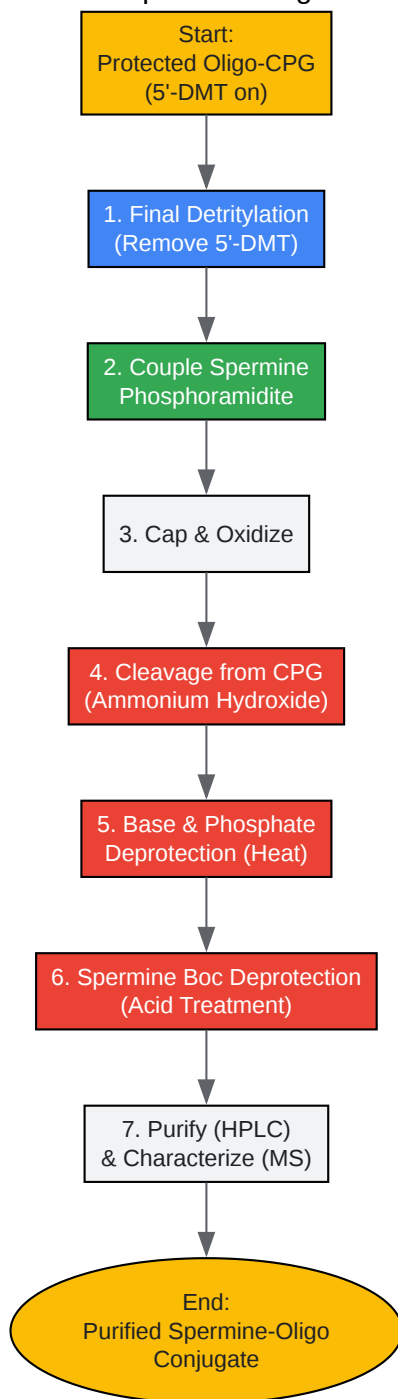 Start:
Protected Oligo-CPG
(5'-DMT on)
1. Final Detritylation
(Remove 5'-DMT)
2. Couple Spermine
Phosphoramidite
3. Cap & Oxidize
4. Cleavage from CPG
(Ammonium Hydroxide)
5. Base & Phosphate
Deprotection (Heat)
6. Spermine Boc Deprotection
(Acid Treatment)
7. Purify (HPLC)
& Characterize (MS)
End:
Purified Spermine-Oligo
Conjugate